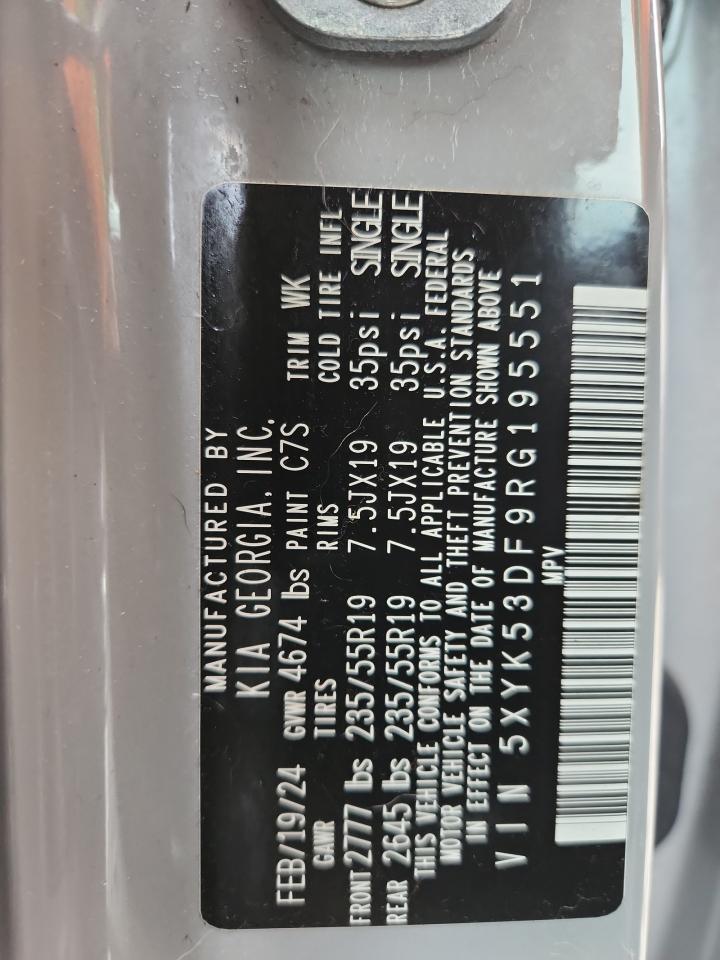 MANUFACTURED BY
KIA GEORGIA, INC.
FEB/19/24 GVWR 4674 lbs PAINT C7S TRIM WK
GAWR TIRES RIMS COLD TIRE INFL
FRONT 2777 lbs 235/55R19 7.5JX19 35psi SINGLE
REAR 2645 lbs 235/55R19 7.5JX19 35psi SINGLE
THIS VEHICLE CONFORMS TO ALL APPLICABLE U.S.A. FEDERAL
MOTOR VEHICLE SAFETY AND THEFT PREVENTION STANDARDS
IN EFFECT ON THE DATE OF MANUFACTURE SHOWN ABOVE
VIN 5XYK53DF9RG195551
MPV